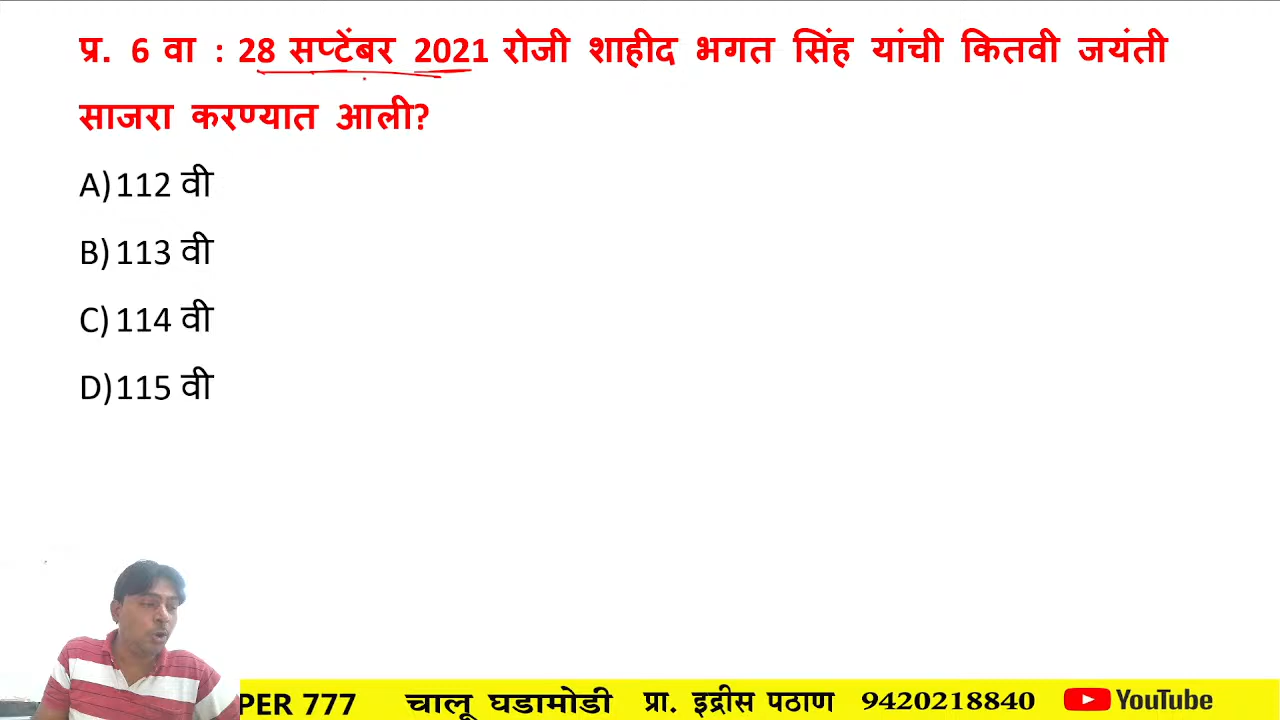 प्र. 6 वा : 28 सप्टेंबर 2021 रोजी शाहीद भगत सिंह यांची कितवी जयंती
साजरा करण्यात आली?
A) 112 वी
B) 113 वी
C) 114 वी
D) 115 वी
PER 777 चालू घडामोडी प्रा. इद्रीस पठाण 9420218840 YouTube